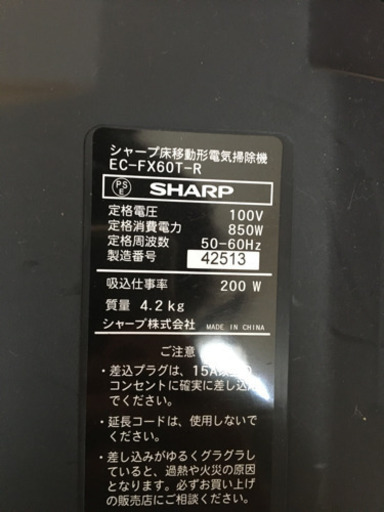 シャープ床移動形電気掃除機
EC-FX60T-R
PS
E
SHARP
定格電圧 100V
定格消費電力 850W
定格周波数 50-60Hz
製造番号 42513
吸込仕事率 200 W
質量 4.2kg
シャープ株式会社 MADE IN CHINA
ご注意
・差込プラグは、15A
コンセントに確実に差し込ん
でください。
・延長コードは、使用しないで
ください。
・差し込みがゆるくグラグラし
ていると、過熱や火災の原因
となります。必ずお買い上げ
の販売店にご相談ください。